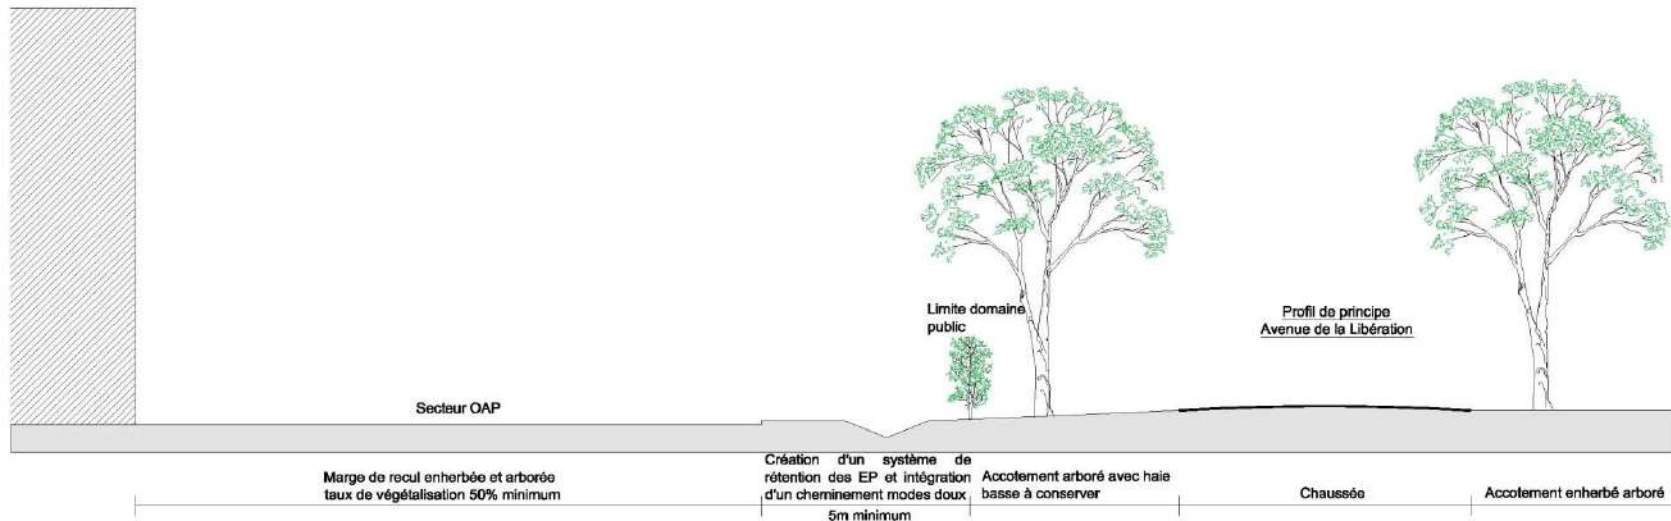 Limite domaine
public
Profil de principe
Avenue de la Libération
Secteur OAP
Marge de recul enherbée et arborée
taux de végétalisation 50% minimum
Création d'un système de
rétention des EP et intégration
d'un cheminement modes doux
5m minimum
Accotement arboré avec haie
basse à conserver
Chaussée
Accotement enherbé arboré